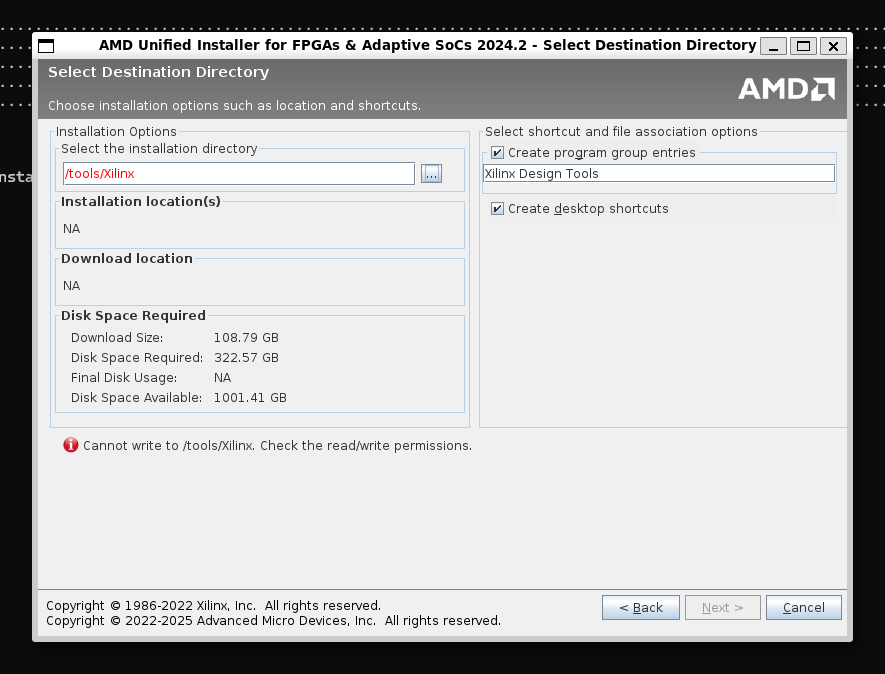 AMD Unified Installer for FPGAs & Adaptive SoCs 2024.2 - Select Destination Directory
Select Destination Directory
Choose installation options such as location and shortcuts.
AMD
Installation Options
Select the installation directory
/tools/Xilinx
...
Installation location(s)
NA
Download location
NA
Disk Space Required
Download Size: 108.79 GB
Disk Space Required: 322.57 GB
Final Disk Usage: NA
Disk Space Available: 1001.41 GB
Select shortcut and file association options
Create program group entries
Xilinx Design Tools
Create desktop shortcuts
nsta
Cannot write to /tools/Xilinx. Check the read/write permissions.
Copyright © 1986-2022 Xilinx, Inc.  All rights reserved.
Copyright © 2022-2025 Advanced Micro Devices, Inc.  All rights reserved.
< Back
Next >
Cancel